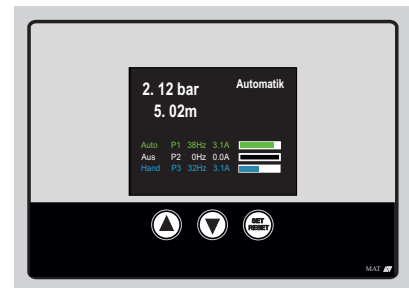 2. 12 bar Automatik
5. 02m
Auto P1 38Hz 3.1A
Aus P2 0Hz 0.0A
Hand P3 32Hz 3.1A
SET
RESET
MAT